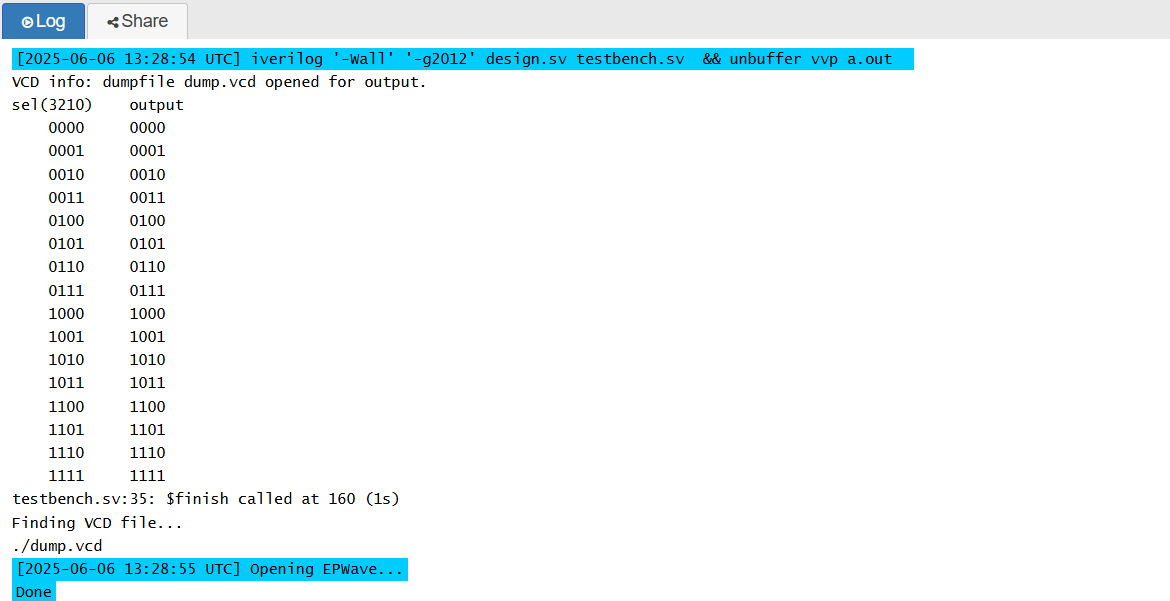 Log Share
[2025-06-06 13:28:54 UTC] iverilog '-Wall' '-g2012' design.sv testbench.sv  && unbuffer vvp a.out
VCD info: dumpfile dump.vcd opened for output.
sel(3210)    output
    0000     0000
    0001     0001
    0010     0010
    0011     0011
    0100     0100
    0101     0101
    0110     0110
    0111     0111
    1000     1000
    1001     1001
    1010     1010
    1011     1011
    1100     1100
    1101     1101
    1110     1110
    1111     1111
testbench.sv:35: $finish called at 160 (1s)
Finding VCD file...
./dump.vcd
[2025-06-06 13:28:55 UTC] Opening EPWave...
Done